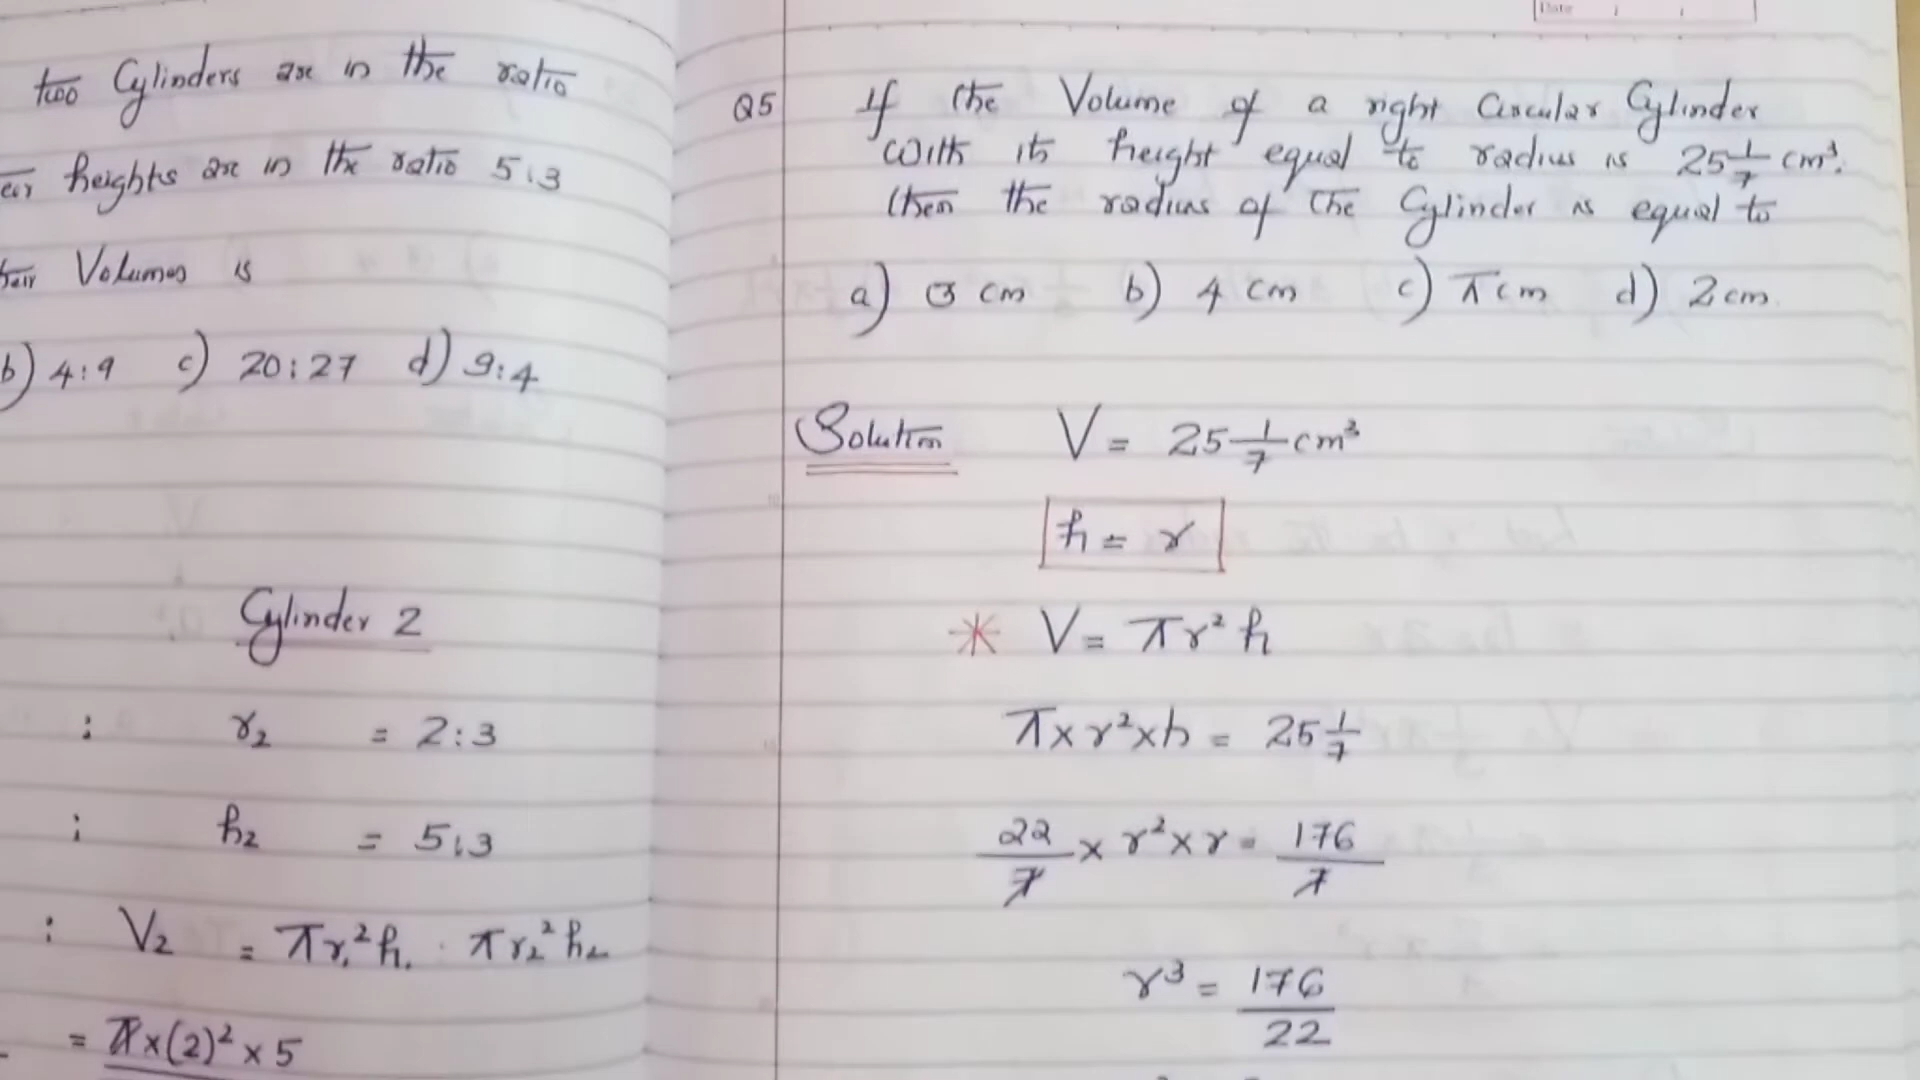 two Cylinders are in the ratio
heights are in the ratio 5:3
Volumes is
b) 4:9 c) 20:27 d) 9:4
Cylinder 2
: r₂ = 2:3
: h₂ = 5:3
: V₂ = πr₁²h₁ : πr₂²h₂
= π×(2)²×5
Date
Q5 If the Volume of a right Circular Cylinder
with its height equal to radius is 25 1/7 cm³.
then the radius of the Cylinder is equal to
a) 3 cm b) 4 cm c) π cm d) 2 cm
Solution V = 25 1/7 cm³
h = r
* V = πr²h
π×r²×h = 25 1/7
22/7 × r²×r = 176/7
r³ = 176/22